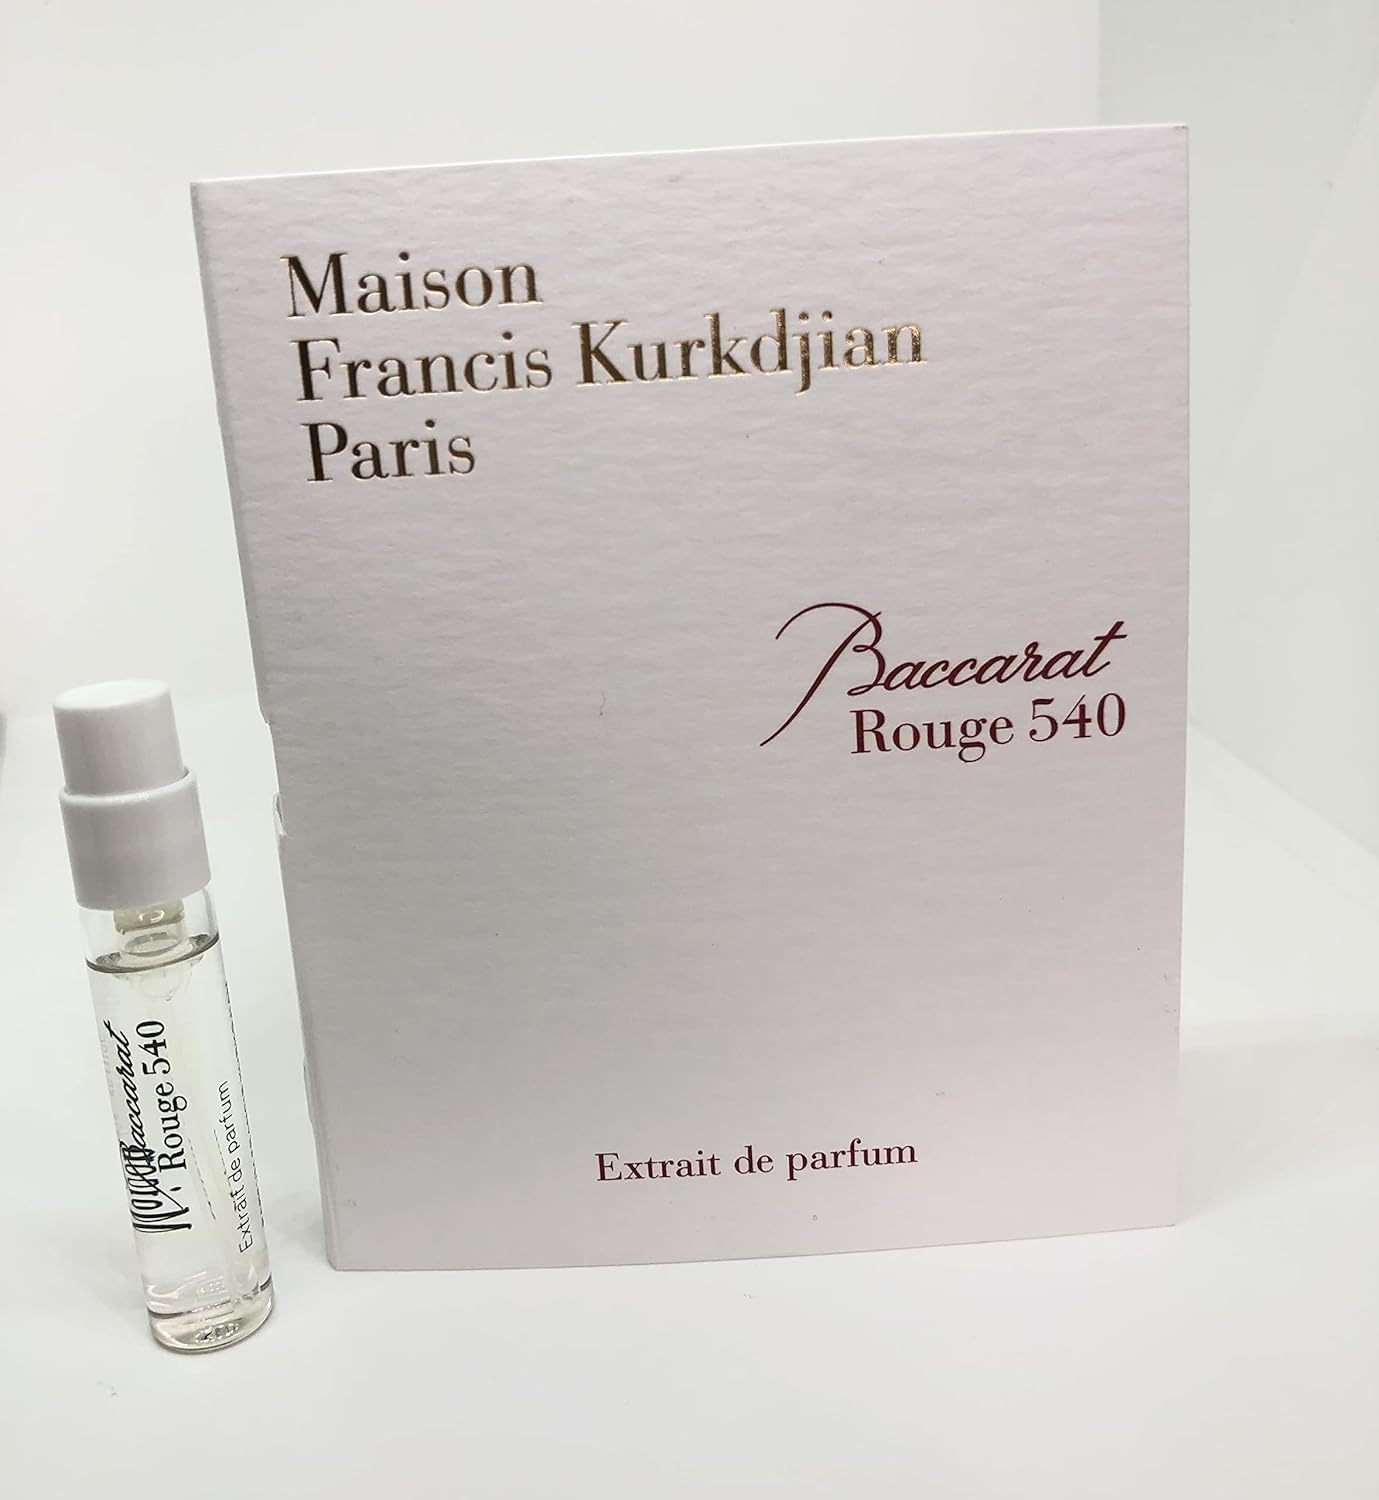 Maison
Francis Kurkdjian
Paris
Baccarat
Rouge 540
Extrait de parfum
Baccarat
Rouge 540
Extrait de parfum